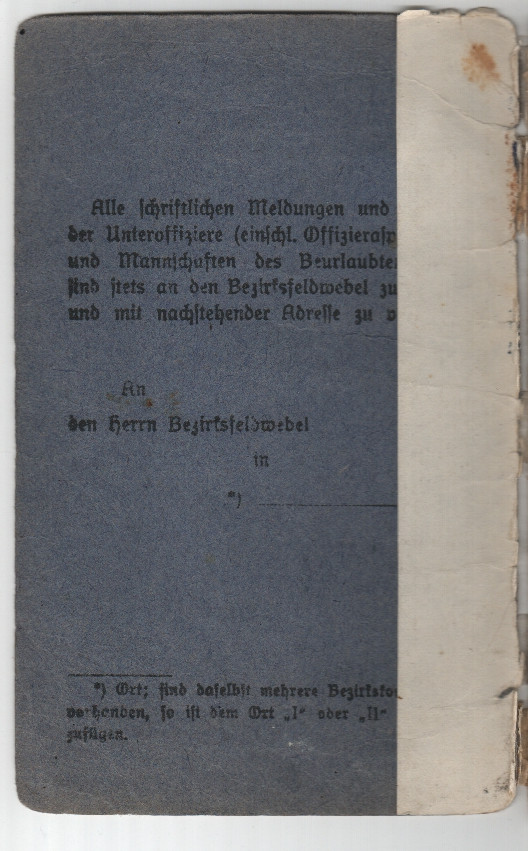 Alle schriftlichen Meldungen und
der Unteroffiziere (einschl. Offizierasp
und Mannschaften des Beurlaubte
sind stets an den Bezirksfeldwebel zu
und mit nachstehender Adresse zu v
An
den Herrn Bezirksfeldwebel
in
*)
*) Ort; sind daselbst mehrere Bezirksko
vorhanden, so ist dem Ort „I" oder „II"
zufügen.